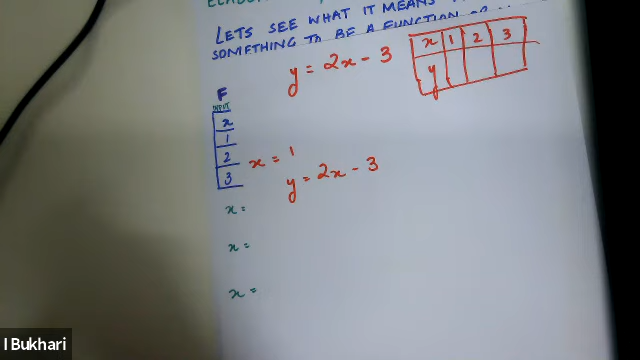 LETS SEE WHAT IT MEANS
SOMETHING TO BE A FUNCTION OR
y = 2x - 3
x 1 2 3
y
F
INPUT
x
1
2
3
x = 1
y = 2x - 3
x =
x =
x =
I Bukhari